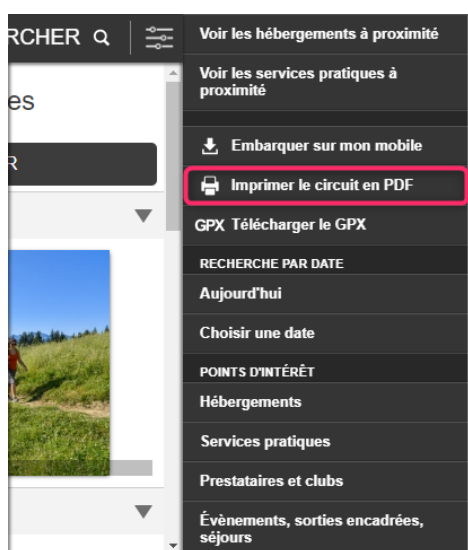 RCHER
es
R
Voir les hébergements à proximité
Voir les services pratiques à
proximité
Embarquer sur mon mobile
Imprimer le circuit en PDF
GPX Télécharger le GPX
RECHERCHE PAR DATE
Aujourd'hui
Choisir une date
POINTS D'INTÉRÊT
Hébergements
Services pratiques
Prestataires et clubs
Évènements, sorties encadrées,
séjours